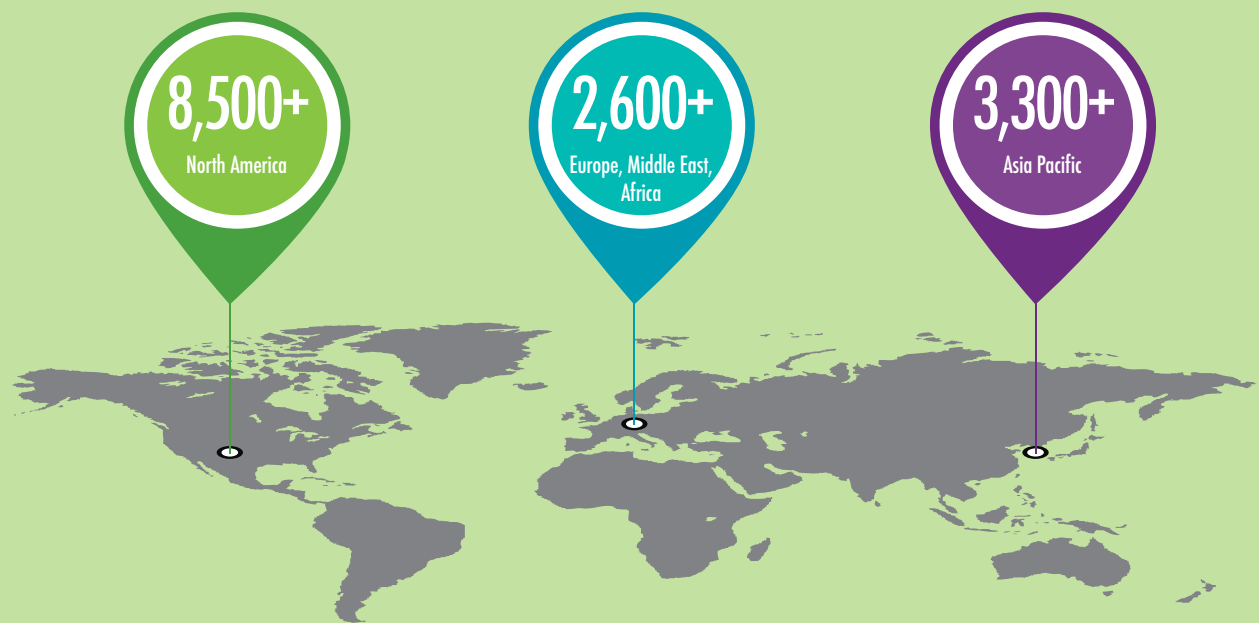 8,500+
North America
2,600+
Europe, Middle East,
Africa
3,300+
Asia Pacific